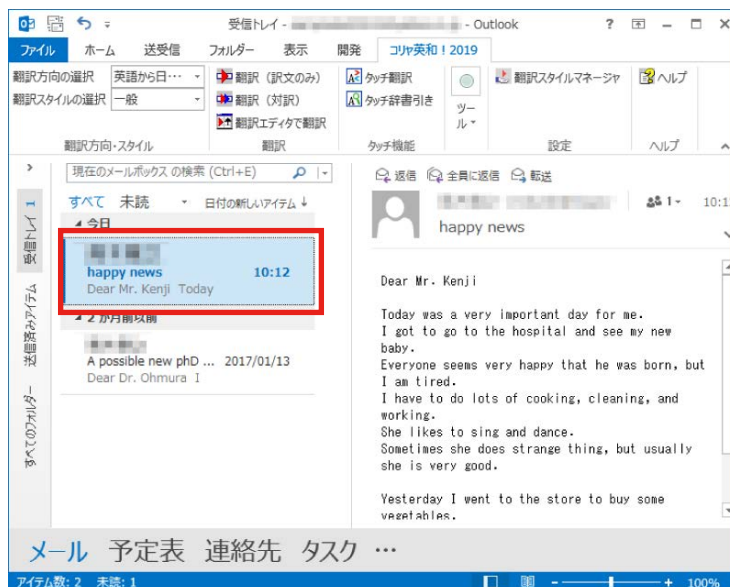 受信トレイ - - Outlook
ファイル ホーム 送受信 フォルダー 表示 開発 コリャ英和！2019
翻訳方向の選択 英語から日… 翻訳（訳文のみ） タッチ翻訳 翻訳スタイルマネージャ ヘルプ
翻訳スタイルの選択 一般 翻訳（対訳） タッチ辞書引き ツール
翻訳エディタで翻訳
翻訳方向・スタイル 翻訳 タッチ機能 設定 ヘルプ
現在のメールボックス の検索 (Ctrl+E)
すべて 未読 日付の新しいアイテム↓
今日
happy news 10:12
Dear Mr. Kenji Today
2 か月前以前
A possible new phD ... 2017/01/13
Dear Dr. Ohmura I
受信トレイ 1
送信済みアイテム
すべてのフォルダー
返信 全員に返信 転送
1
happy news
Dear Mr. Kenji
Today was a very important day for me.
I got to go to the hospital and see my new
baby.
Everyone seems very happy that he was born, but
I am tired.
I have to do lots of cooking, cleaning, and
working.
She likes to sing and dance.
Sometimes she does strange thing, but usually
she is very good.
Yesterday I went to the store to buy some
vegetables.
メール 予定表 連絡先 タスク …
アイテム数: 2 未読: 1 100%